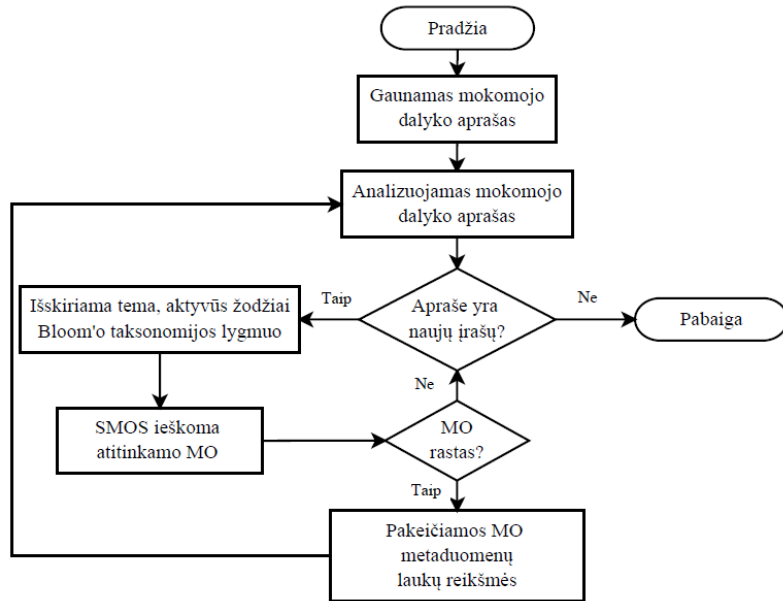 Pradžia
Gaunamas mokomojo
dalyko aprašas
Analizuojamas mokomojo
dalyko aprašas
Apraše yra
naujų įrašų?
Taip
Ne
Išskiriama tema, aktyvūs žodžiai
Bloom'o taksonomijos lygmuo
Pabaiga
SMOS ieškoma
atitinkamo MO
MO
rastas?
Ne
Taip
Pakeičiamos MO
metaduomenų
laukų reikšmės